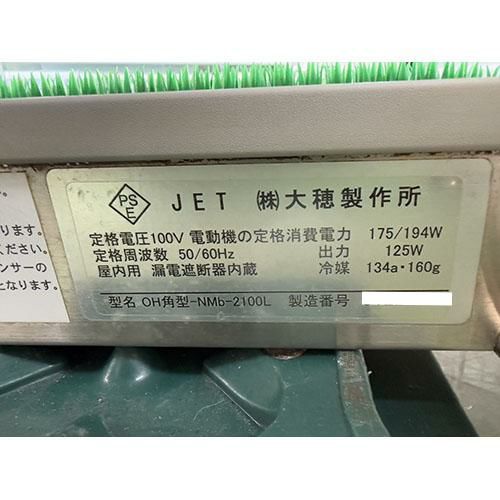 PS
E
JET ㈱大穂製作所
定格電圧100V 電動機の定格消費電力 175/194W
定格周波数 50/60Hz 出力 125W
屋内用 漏電遮断器内蔵 冷媒 134a・160g
型名 OH角型-NMb-2100L 製造番号
す。
ります。
ください。
ンサーの
となります。